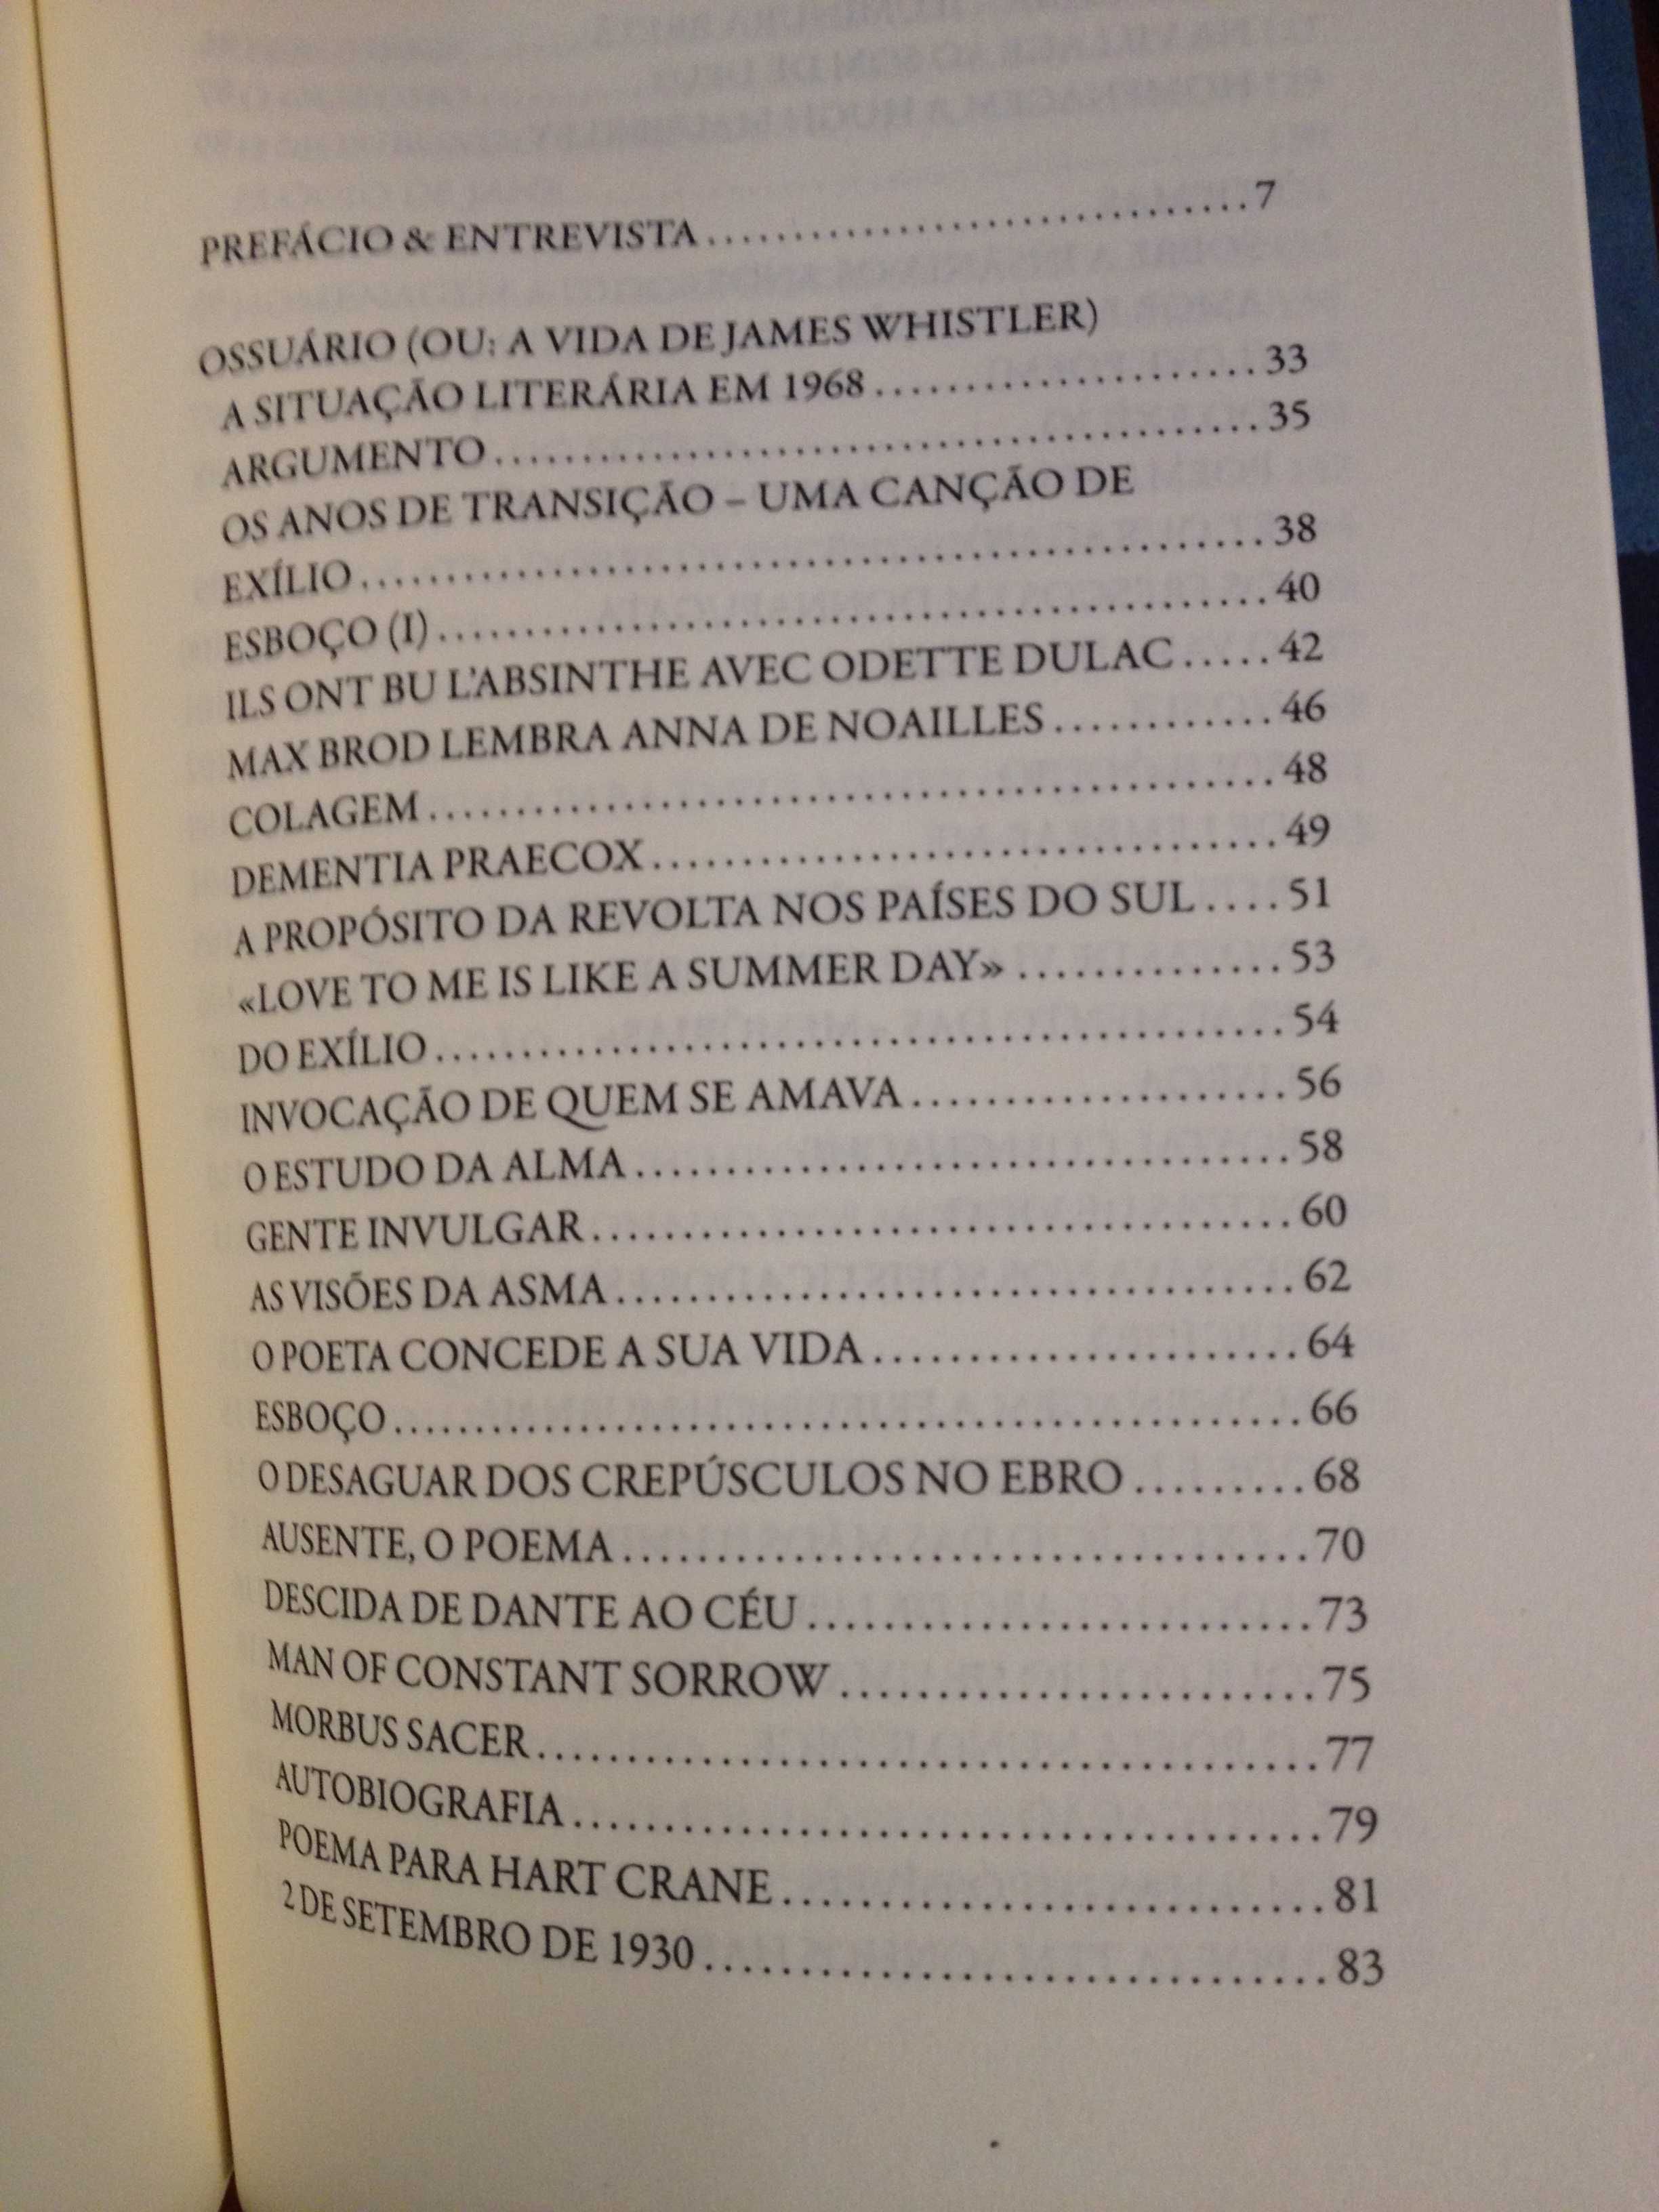 PREFÁCIO & ENTREVISTA.................................7
OSSUÁRIO (OU: A VIDA DE JAMES WHISTLER)
A SITUAÇÃO LITERÁRIA EM 1968......................33
ARGUMENTO............................................35
OS ANOS DE TRANSIÇÃO – UMA CANÇÃO DE
EXÍLIO....................................................38
ESBOÇO (I)................................................40
ILS ONT BU L'ABSINTHE AVEC ODETTE DULAC.....42
MAX BROD LEMBRA ANNA DE NOAILLES............46
COLAGEM...............................................48
DEMENTIA PRAECOX...................................49
A PROPÓSITO DA REVOLTA NOS PAÍSES DO SUL....51
«LOVE TO ME IS LIKE A SUMMER DAY» ..............53
DO EXÍLIO...............................................54
INVOCAÇÃO DE QUEM SE AMAVA....................56
O ESTUDO DA ALMA...................................58
GENTE INVULGAR......................................60
AS VISÕES DA ASMA.....................................62
O POETA CONCEDE A SUA VIDA.......................64
ESBOÇO.................................................66
O DESAGUAR DOS CREPÚSCULOS NO EBRO.........68
AUSENTE, O POEMA.....................................70
DESCIDA DE DANTE AO CÉU...........................73
MAN OF CONSTANT SORROW.........................75
MORBUS SACER.........................................77
AUTOBIOGRAFIA........................................79
POEMA PARA HART CRANE.............................81
2 DE SETEMBRO DE 1930.................................83